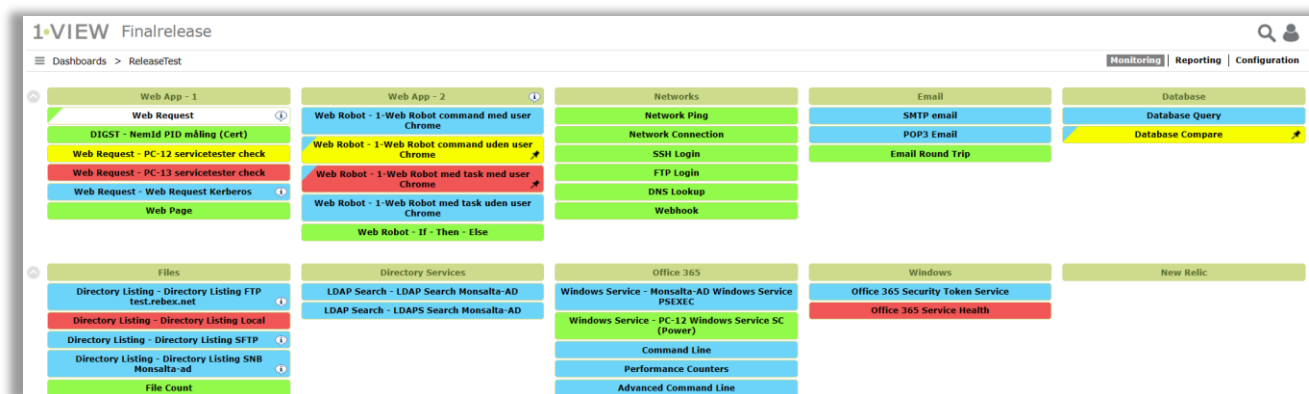 1•VIEW Finalrelease
Dashboards > ReleaseTest
Monitoring | Reporting | Configuration
Web App - 1
Web Request
DIGST - NemId PID måling (Cert)
Web Request - PC-12 servicetester check
Web Request - PC-13 servicetester check
Web Request - Web Request Kerberos
Web Page
Web App - 2
Web Robot - 1-Web Robot command med user
Chrome
Web Robot - 1-Web Robot command uden user
Chrome
Web Robot - 1-Web Robot med task med user
Chrome
Web Robot - 1-Web Robot med task uden user
Chrome
Web Robot - If - Then - Else
Networks
Network Ping
Network Connection
SSH Login
FTP Login
DNS Lookup
Webhook
Email
SMTP email
POP3 Email
Email Round Trip
Database
Database Query
Database Compare
Files
Directory Listing - Directory Listing FTP
test.rebex.net
Directory Listing - Directory Listing Local
Directory Listing - Directory Listing SFTP
Directory Listing - Directory Listing SNB
Monsalta-ad
File Count
Directory Services
LDAP Search - LDAP Search Monsalta-AD
LDAP Search - LDAPS Search Monsalta-AD
Office 365
Windows Service - Monsalta-AD Windows Service
PSEXEC
Windows Service - PC-12 Windows Service SC
(Power)
Command Line
Performance Counters
Advanced Command Line
Windows
Office 365 Security Token Service
Office 365 Service Health
New Relic